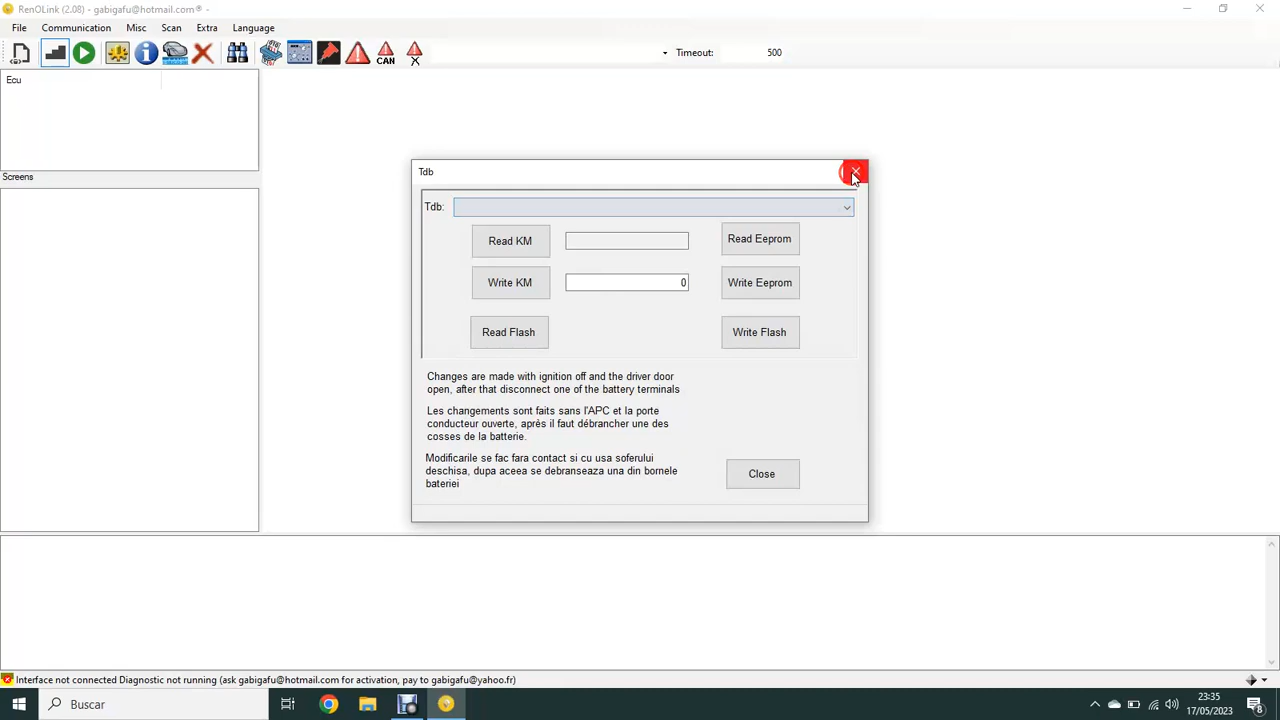 RenOLink (2.08) - gabigafu@hotmail.com® -
File Communication Misc Scan Extra Language
CAN
Timeout: 500
Ecu
Screens
Tdb
Tdb:
Read KM
Read Eeprom
Write KM 0 Write Eeprom
Read Flash Write Flash
Changes are made with ignition off and the driver door
open, after that disconnect one of the battery terminals
Les changements sont faits sans l'APC et la porte
conducteur ouverte, après il faut débrancher une des
cosses de la batterie.
Modificarile se fac fara contact si cu usa soferului
deschisa, dupa aceea se debranseaza una din bornele
bateriei
Close
Interface not connected Diagnostic not running (ask gabigafu@hotmail.com for activation, pay to gabigafu@yahoo.fr)
Buscar
23:35
17/05/2023
8